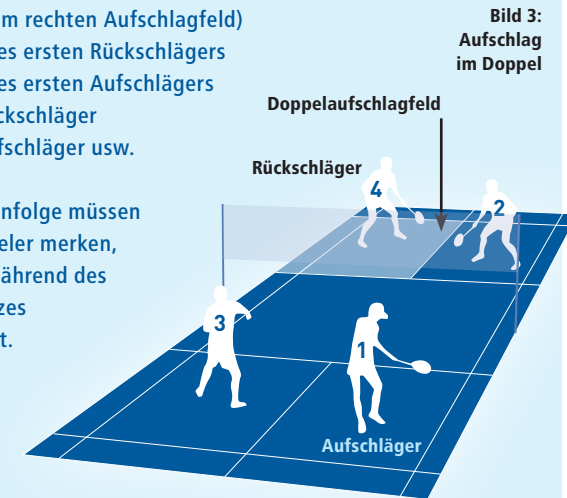 m rechten Aufschlagfeld)
es ersten Rückschlägers
es ersten Aufschlägers
ckschläger
fschläger usw.
nfolge müssen
eler merken,
ährend des
zes
t.
Bild 3:
Aufschlag
im Doppel
Doppelaufschlagfeld
Rückschläger
4
2
3
1
Aufschläger